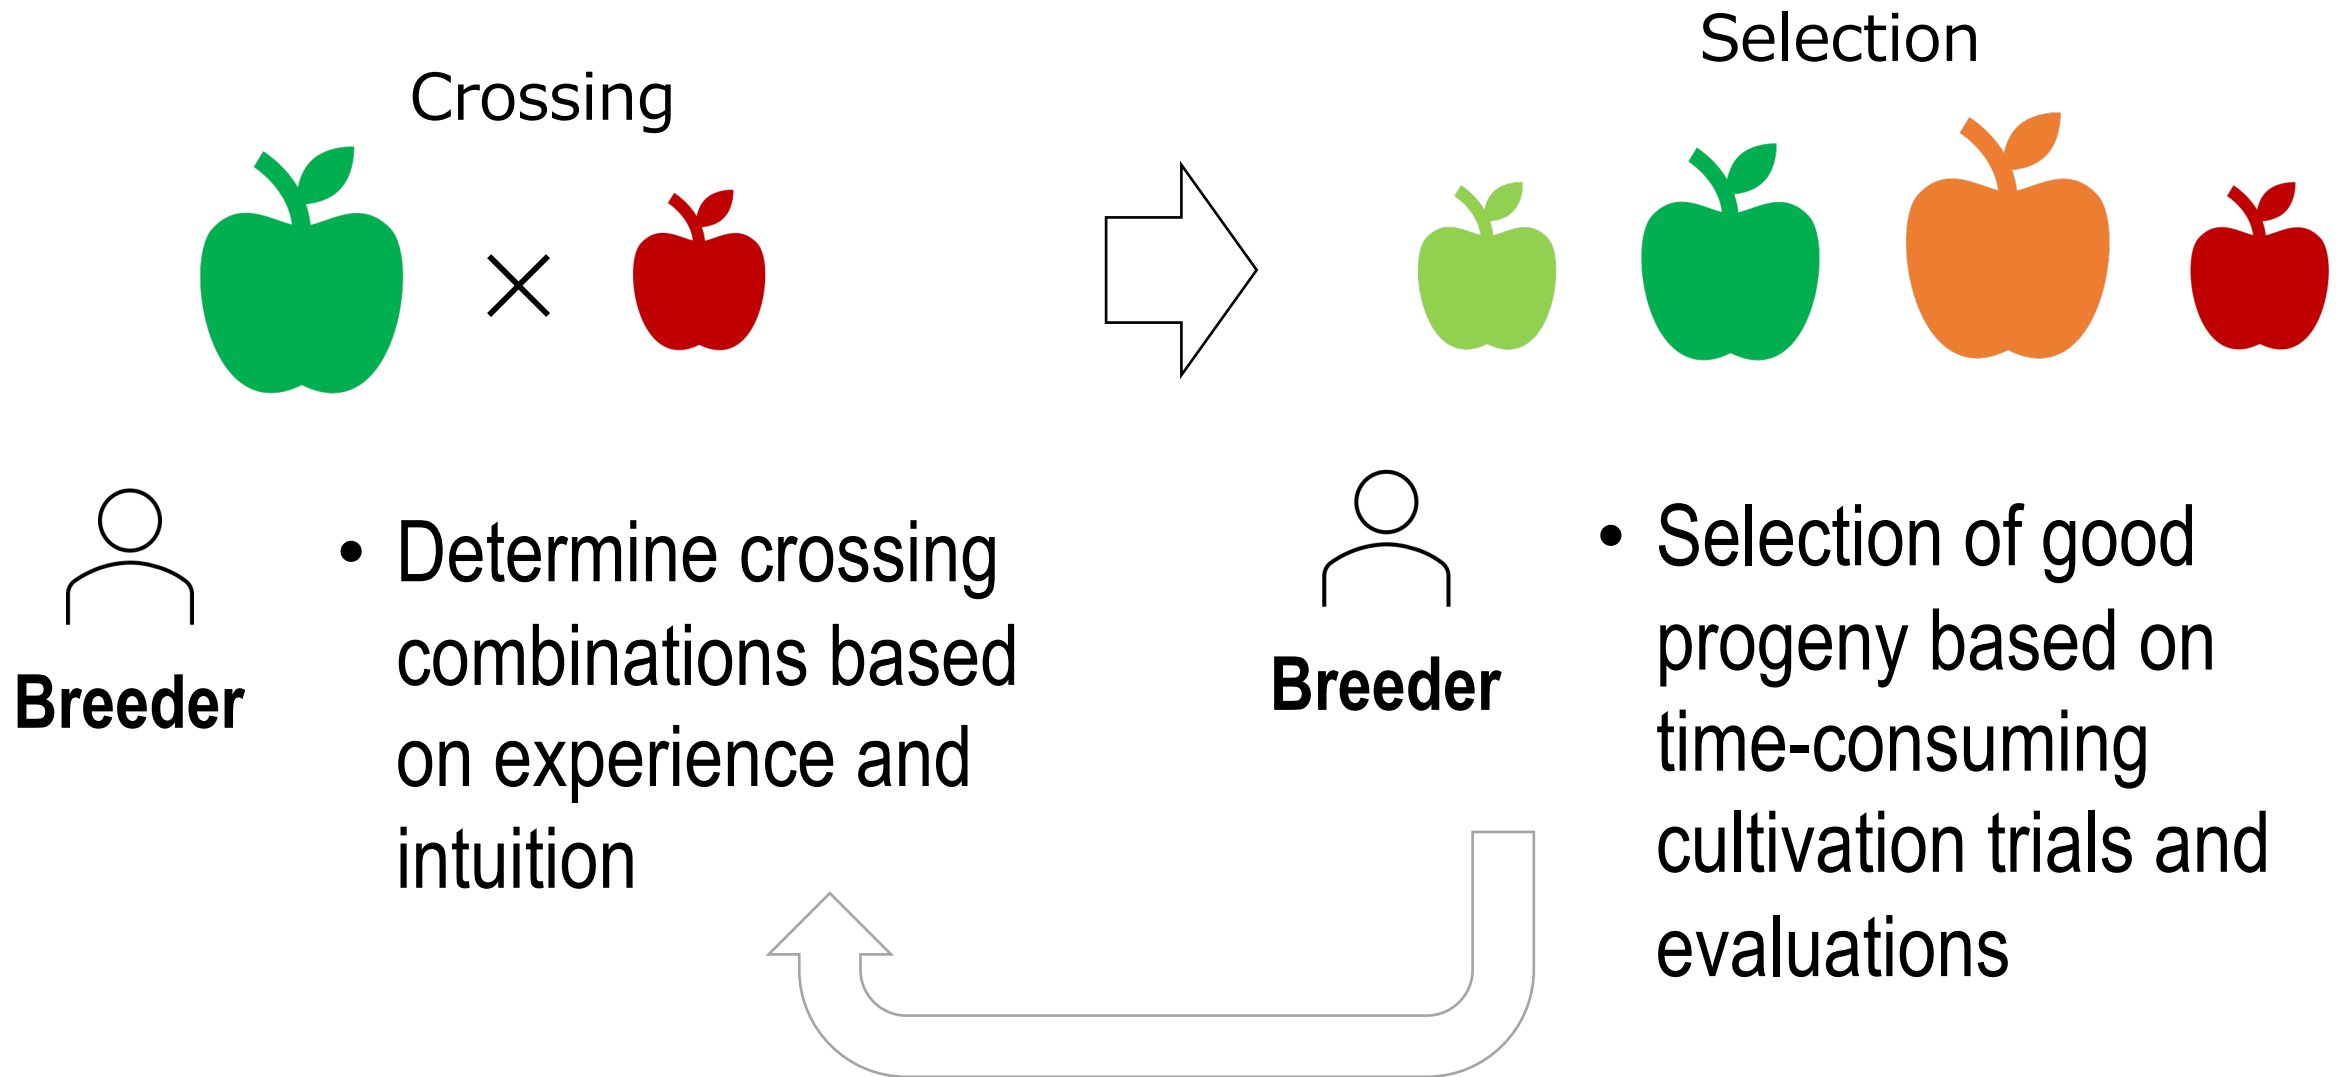 Crossing
Selection
×
Breeder
• Determine crossing
combinations based
on experience and
intuition
Breeder
• Selection of good
progeny based on
time-consuming
cultivation trials and
evaluations